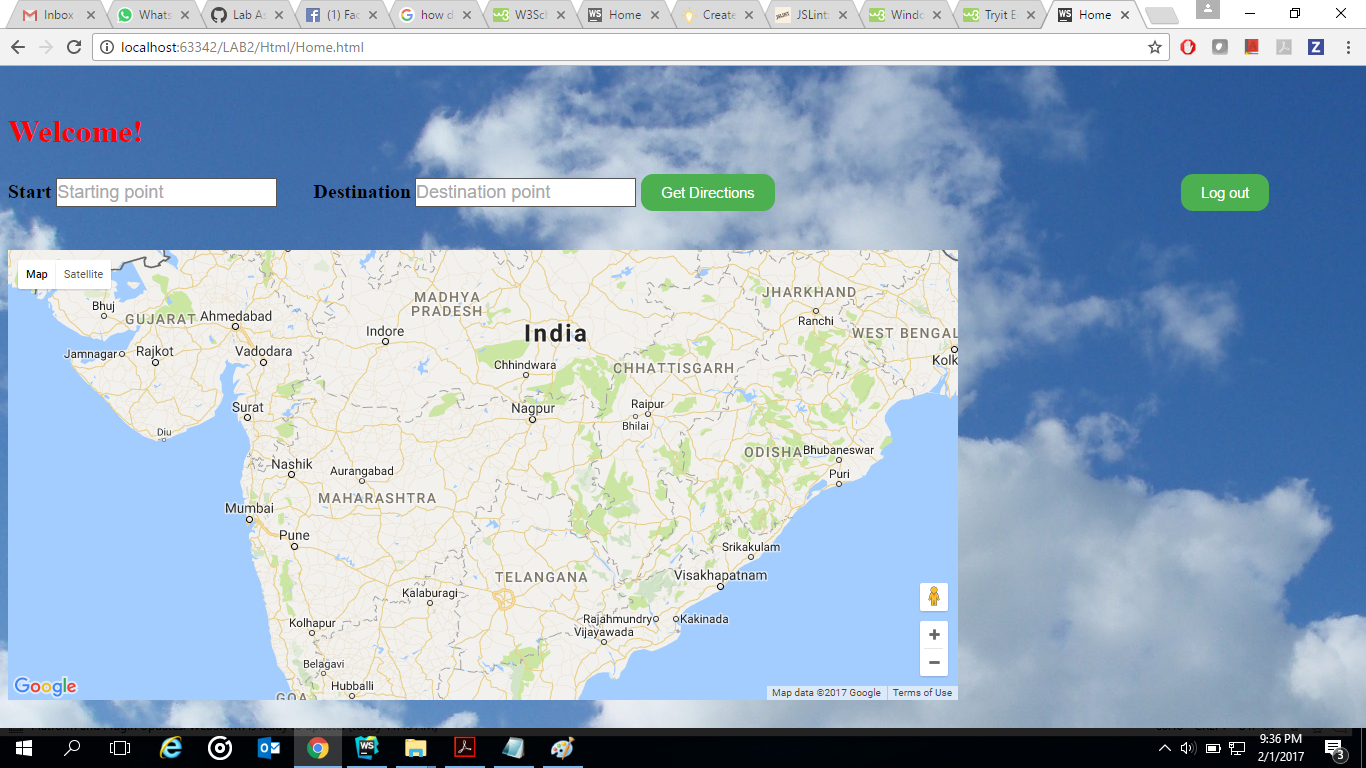 Inbox Whats Lab As (1) Fac how d W3Sch Home Create JSLint: Windo Tryit E Home
localhost:63342/LAB2/Html/Home.html
Welcome!
Start Starting point Destination Destination point Get Directions Log out
Map Satellite
MADHYA
PRADESH
JHARKHAND
Bhuj
GUJARAT Ahmedabad
Indore
India
Ranchi
WEST BENGAL
Jamnagar Rajkot Vadodara
Chhindwara
CHHATTISGARH
Kolk
Surat
Nagpur
Raipur
Bhilai
Diu
ODISHA Bhubaneswar
Nashik
Aurangabad
Puri
MAHARASHTRA
Mumbai
Pune
Srikakulam
TELANGANA
Visakhapatnam
Kalaburagi
Kolhapur
Rajahmundry Kakinada
Vijayawada
Belagavi
Hubballi
GOA
Google
Map data ©2017 Google Terms of Use
9:36 PM
2/1/2017
3